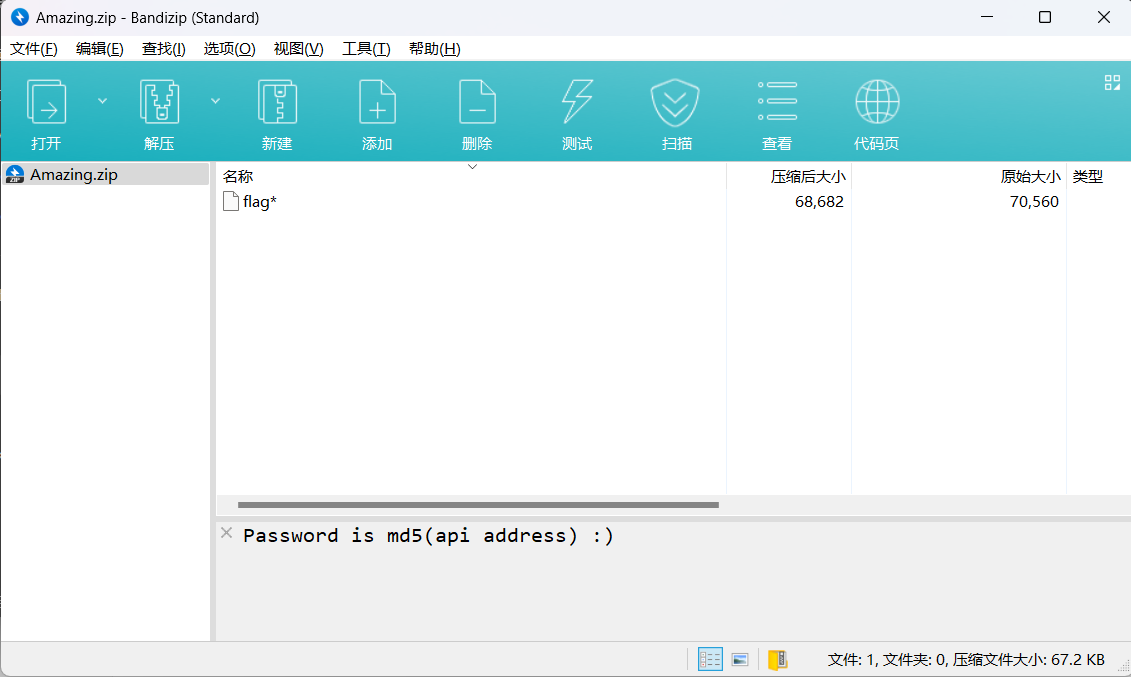 Amazing.zip - Bandizip (Standard)
文件(F) 编辑(E) 查找(I) 选项(O) 视图(V) 工具(T) 帮助(H)
打开 解压 新建 添加 删除 测试 扫描 查看 代码页
Amazing.zip
名称 压缩后大小 原始大小 类型
flag* 68,682 70,560
Password is md5(api address) :)
文件: 1, 文件夹: 0, 压缩文件大小: 67.2 KB